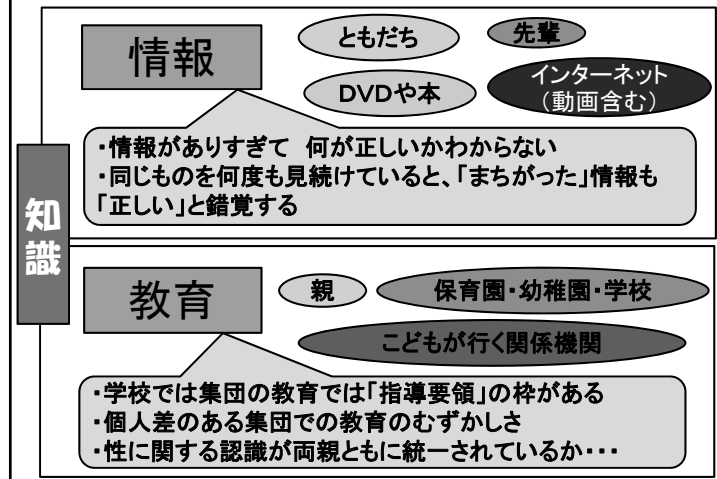 知識
情報
ともだち
先輩
DVDや本
インターネット
（動画含む）
・情報がありすぎて 何が正しいかわからない
・同じものを何度も見続けていると、「まちがった」情報も
「正しい」と錯覚する
教育
親
保育園・幼稚園・学校
こどもが行く関係機関
・学校では集団の教育では「指導要領」の枠がある
・個人差のある集団での教育のむずかしさ
・性に関する認識が両親ともに統一されているか・・・